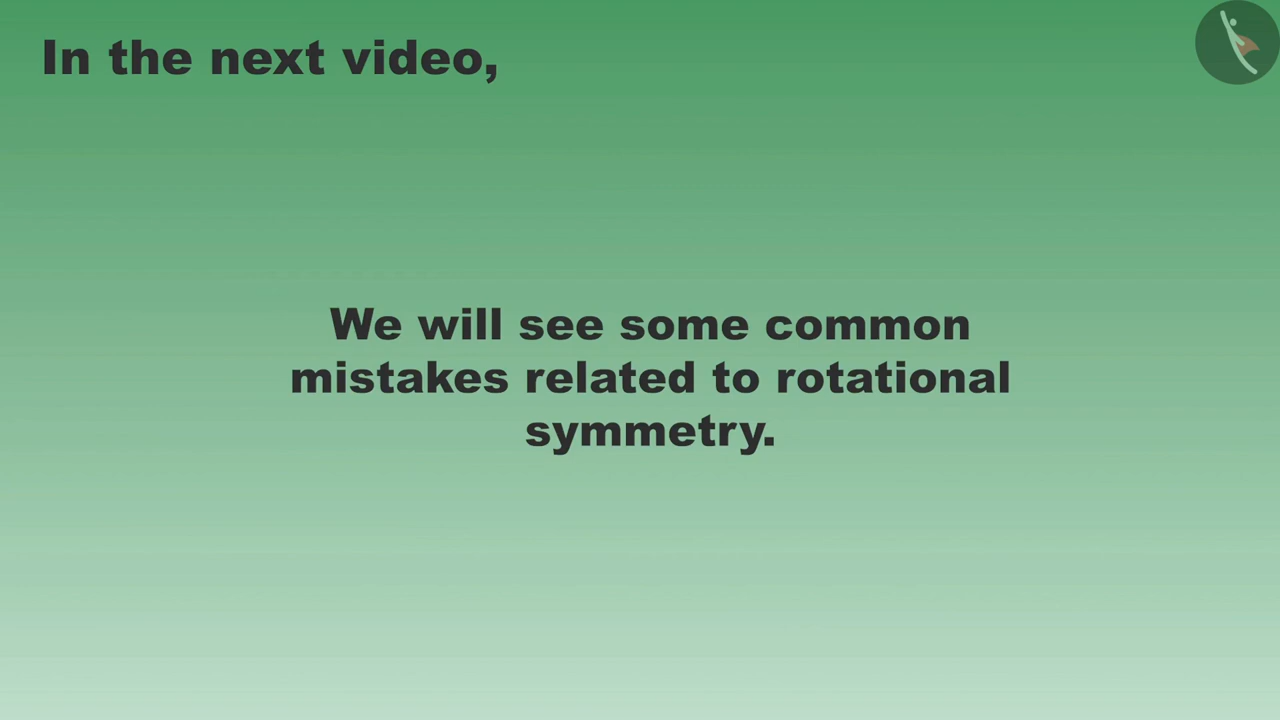 In the next video,
We will see some common
mistakes related to rotational
symmetry.